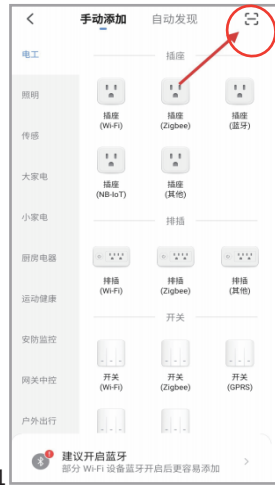 手动添加 自动发现
电工
插座
照明
插座 插座 插座
(Wi-Fi) (Zigbee) (蓝牙)
传感
大家电
插座 插座
(NB-IoT) (其他)
小家电
排插
厨房电器
排插 排插 排插
(Wi-Fi) (Zigbee) (其他)
运动健康
开关
安防监控
网关中控
开关 开关 开关
(Wi-Fi) (Zigbee) (GPRS)
户外出行
建议开启蓝牙
部分 Wi-Fi 设备蓝牙开启后更容易添加